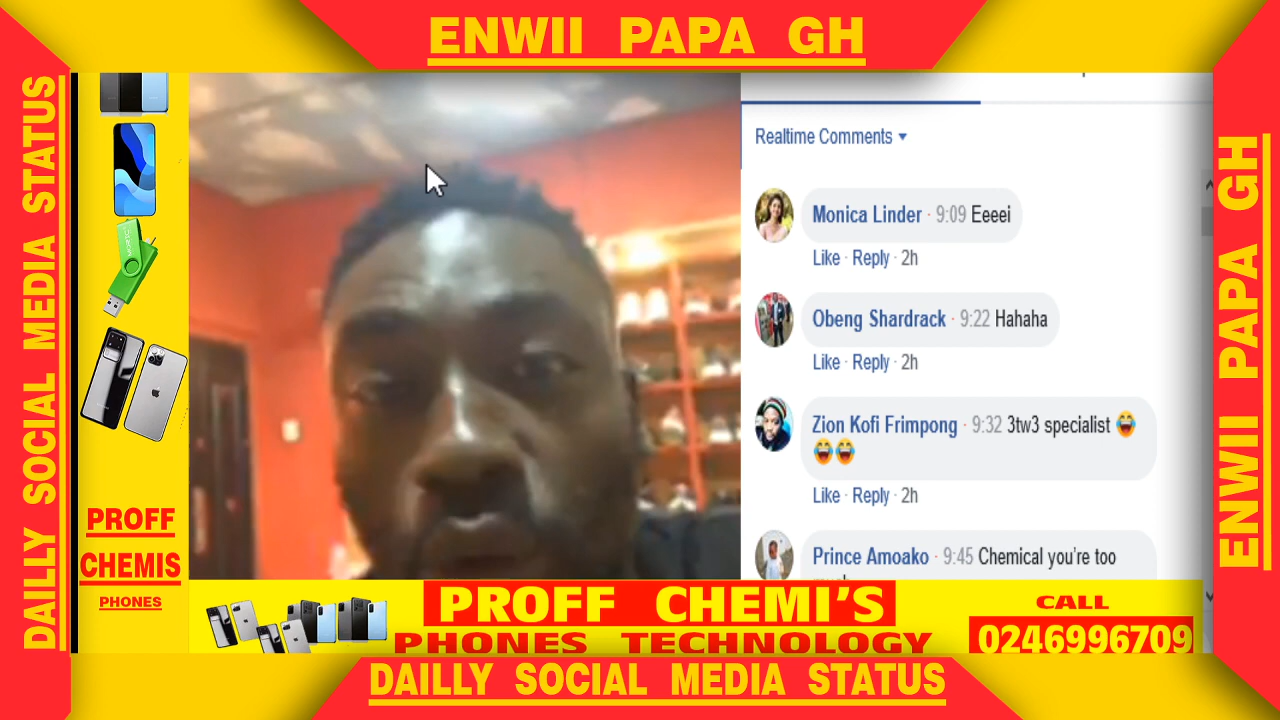 ENWII PAPA GH
DAILLY SOCIAL MEDIA STATUS
Realtime Comments
Monica Linder · 9:09 Eeeei
Like · Reply · 2h
Obeng Shardrack · 9:22 Hahaha
Like · Reply · 2h
Zion Kofi Frimpong · 9:32 3tw3 specialist 😂
😂😂
Like · Reply · 2h
Prince Amoako · 9:45 Chemical you're too
ENWII PAPA GH
PROFF
CHEMIS
PHONES
PROFF CHEMI'S
PHONES TECHNOLOGY
CALL
0246996709
DAILLY SOCIAL MEDIA STATUS